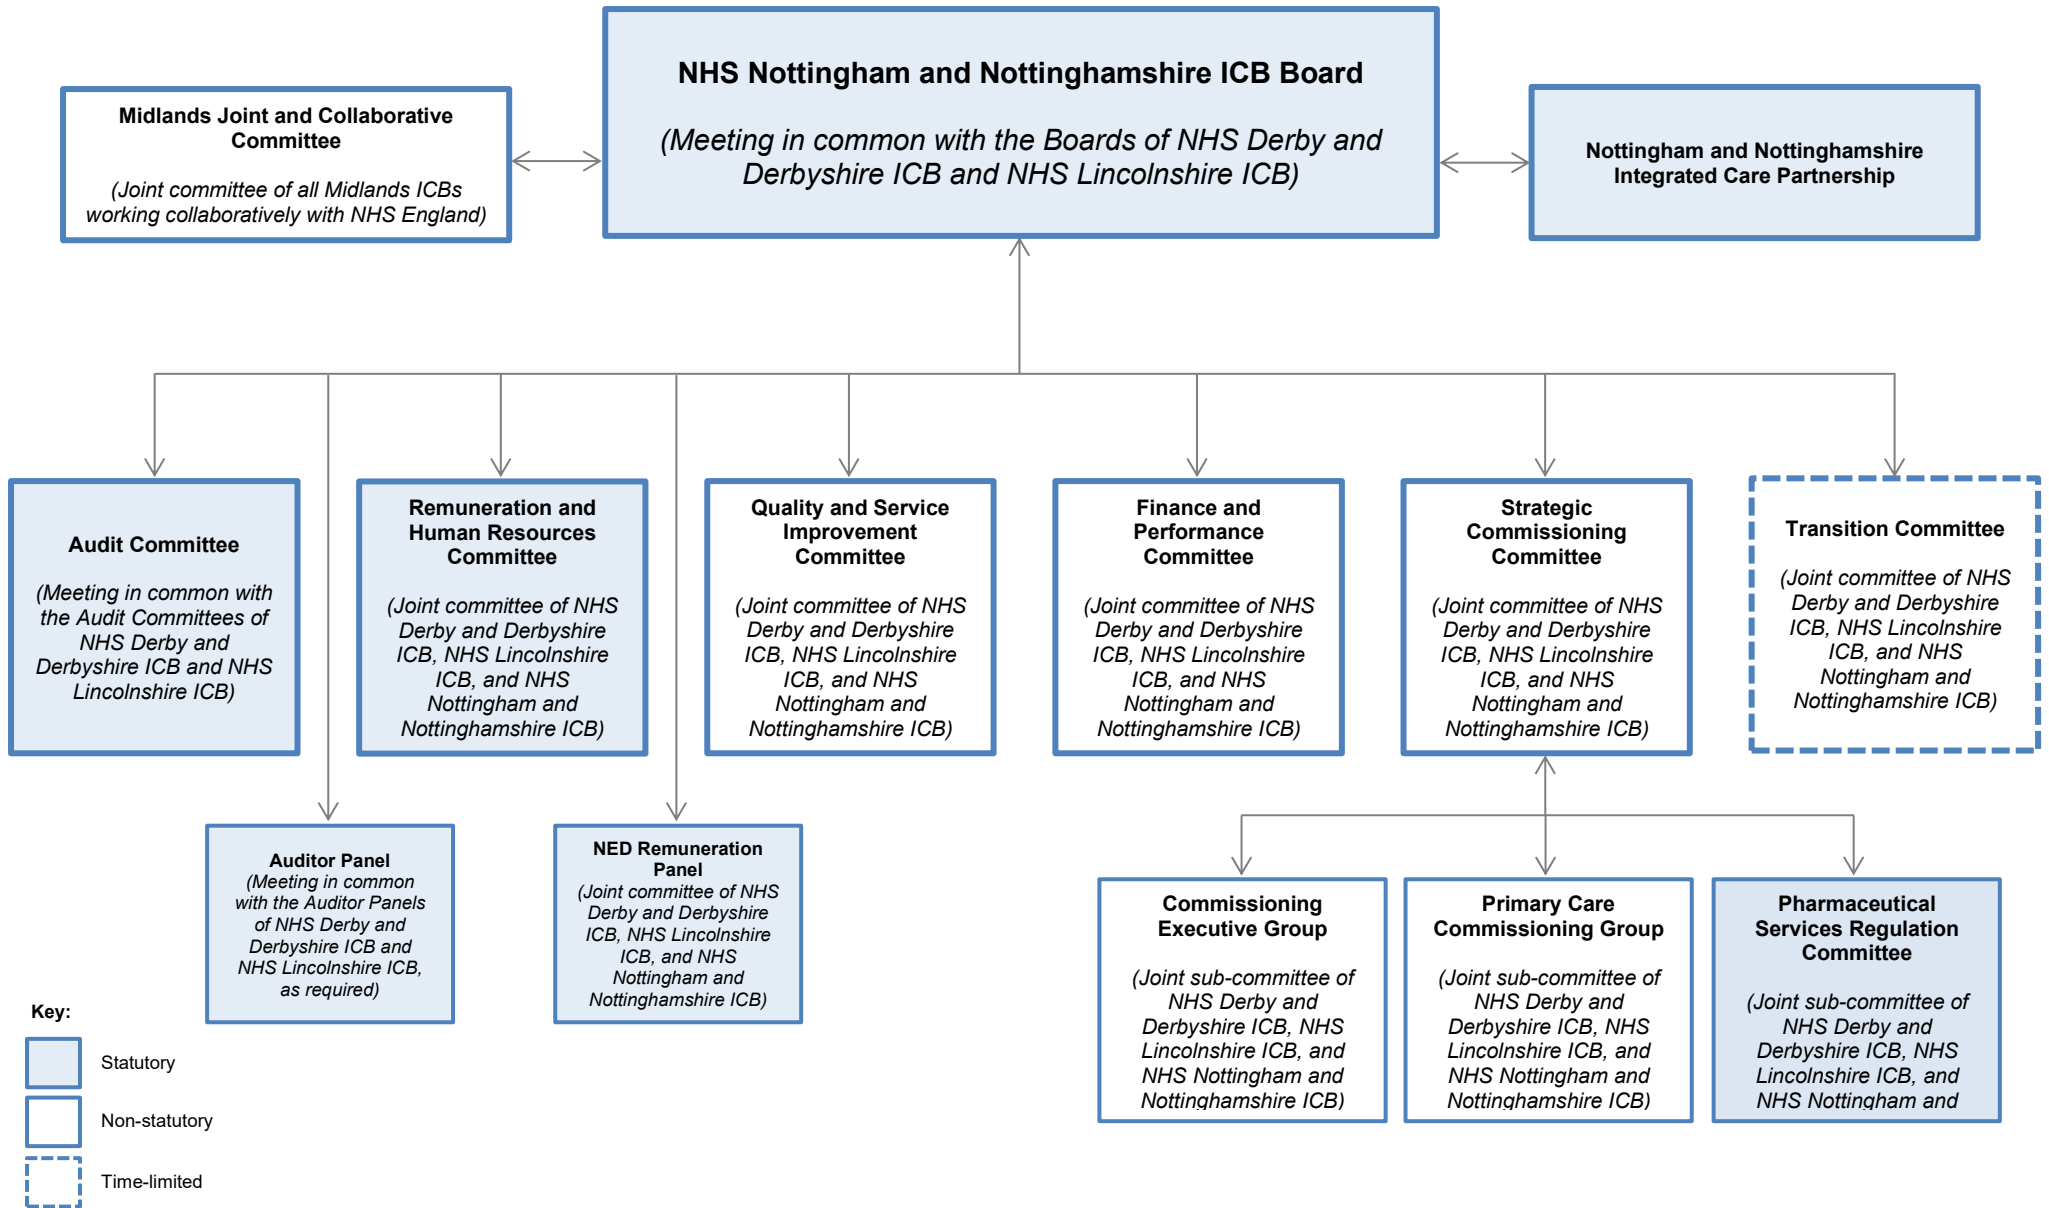 NHS Nottingham and Nottinghamshire ICB Board
(Meeting in common with the Boards of NHS Derby and
Derbyshire ICB and NHS Lincolnshire ICB)
Midlands Joint and Collaborative
Committee
(Joint committee of all Midlands ICBs
working collaboratively with NHS England)
Nottingham and Nottinghamshire
Integrated Care Partnership
Audit Committee
(Meeting in common with
the Audit Committees of
NHS Derby and
Derbyshire ICB and NHS
Lincolnshire ICB)
Remuneration and
Human Resources
Committee
(Joint committee of NHS
Derby and Derbyshire
ICB, NHS Lincolnshire
ICB, and NHS
Nottingham and
Nottinghamshire ICB)
Quality and Service
Improvement
Committee
(Joint committee of NHS
Derby and Derbyshire
ICB, NHS Lincolnshire
ICB, and NHS
Nottingham and
Nottinghamshire ICB)
Finance and
Performance
Committee
(Joint committee of NHS
Derby and Derbyshire
ICB, NHS Lincolnshire
ICB, and NHS
Nottingham and
Nottinghamshire ICB)
Strategic
Commissioning
Committee
(Joint committee of NHS
Derby and Derbyshire
ICB, NHS Lincolnshire
ICB, and NHS
Nottingham and
Nottinghamshire ICB)
Transition Committee
(Joint committee of NHS
Derby and Derbyshire
ICB, NHS Lincolnshire
ICB, and NHS
Nottingham and
Nottinghamshire ICB)
Auditor Panel
(Meeting in common
with the Auditor Panels
of NHS Derby and
Derbyshire ICB and
NHS Lincolnshire ICB,
as required)
NED Remuneration
Panel
(Joint committee of NHS
Derby and Derbyshire
ICB, NHS Lincolnshire
ICB, and NHS
Nottingham and
Nottinghamshire ICB)
Commissioning
Executive Group
(Joint sub-committee of
NHS Derby and
Derbyshire ICB, NHS
Lincolnshire ICB, and
NHS Nottingham and
Nottinghamshire ICB)
Primary Care
Commissioning Group
(Joint sub-committee of
NHS Derby and
Derbyshire ICB, NHS
Lincolnshire ICB, and
NHS Nottingham and
Nottinghamshire ICB)
Pharmaceutical
Services Regulation
Committee
(Joint sub-committee of
NHS Derby and
Derbyshire ICB, NHS
Lincolnshire ICB, and
NHS Nottingham and
Key:
Statutory
Non-statutory
Time-limited